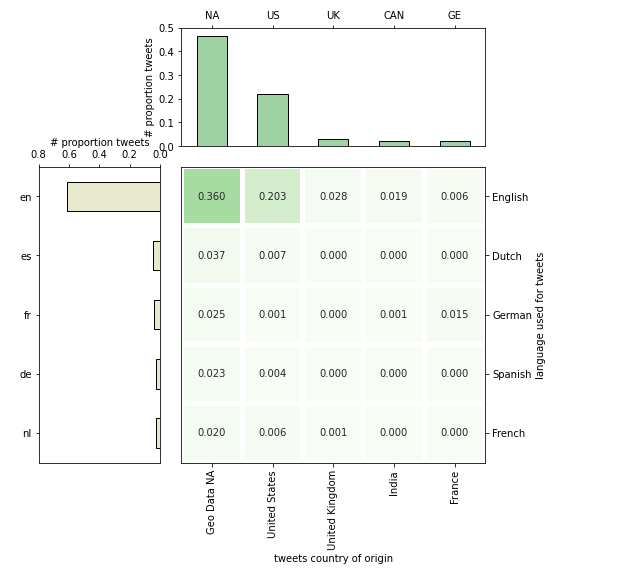 NA US UK CAN GE
0.5
0.4
0.3
0.2
0.1
0.0
# proportion tweets
# proportion tweets
0.8 0.6 0.4 0.2 0.0
en 0.360 0.203 0.028 0.019 0.006 English
es 0.037 0.007 0.000 0.000 0.000 Dutch
fr 0.025 0.001 0.000 0.001 0.015 German
de 0.023 0.004 0.000 0.000 0.000 Spanish
nl 0.020 0.006 0.001 0.000 0.000 French
language used for tweets
Geo Data NA
United States
United Kingdom
India
France
tweets country of origin